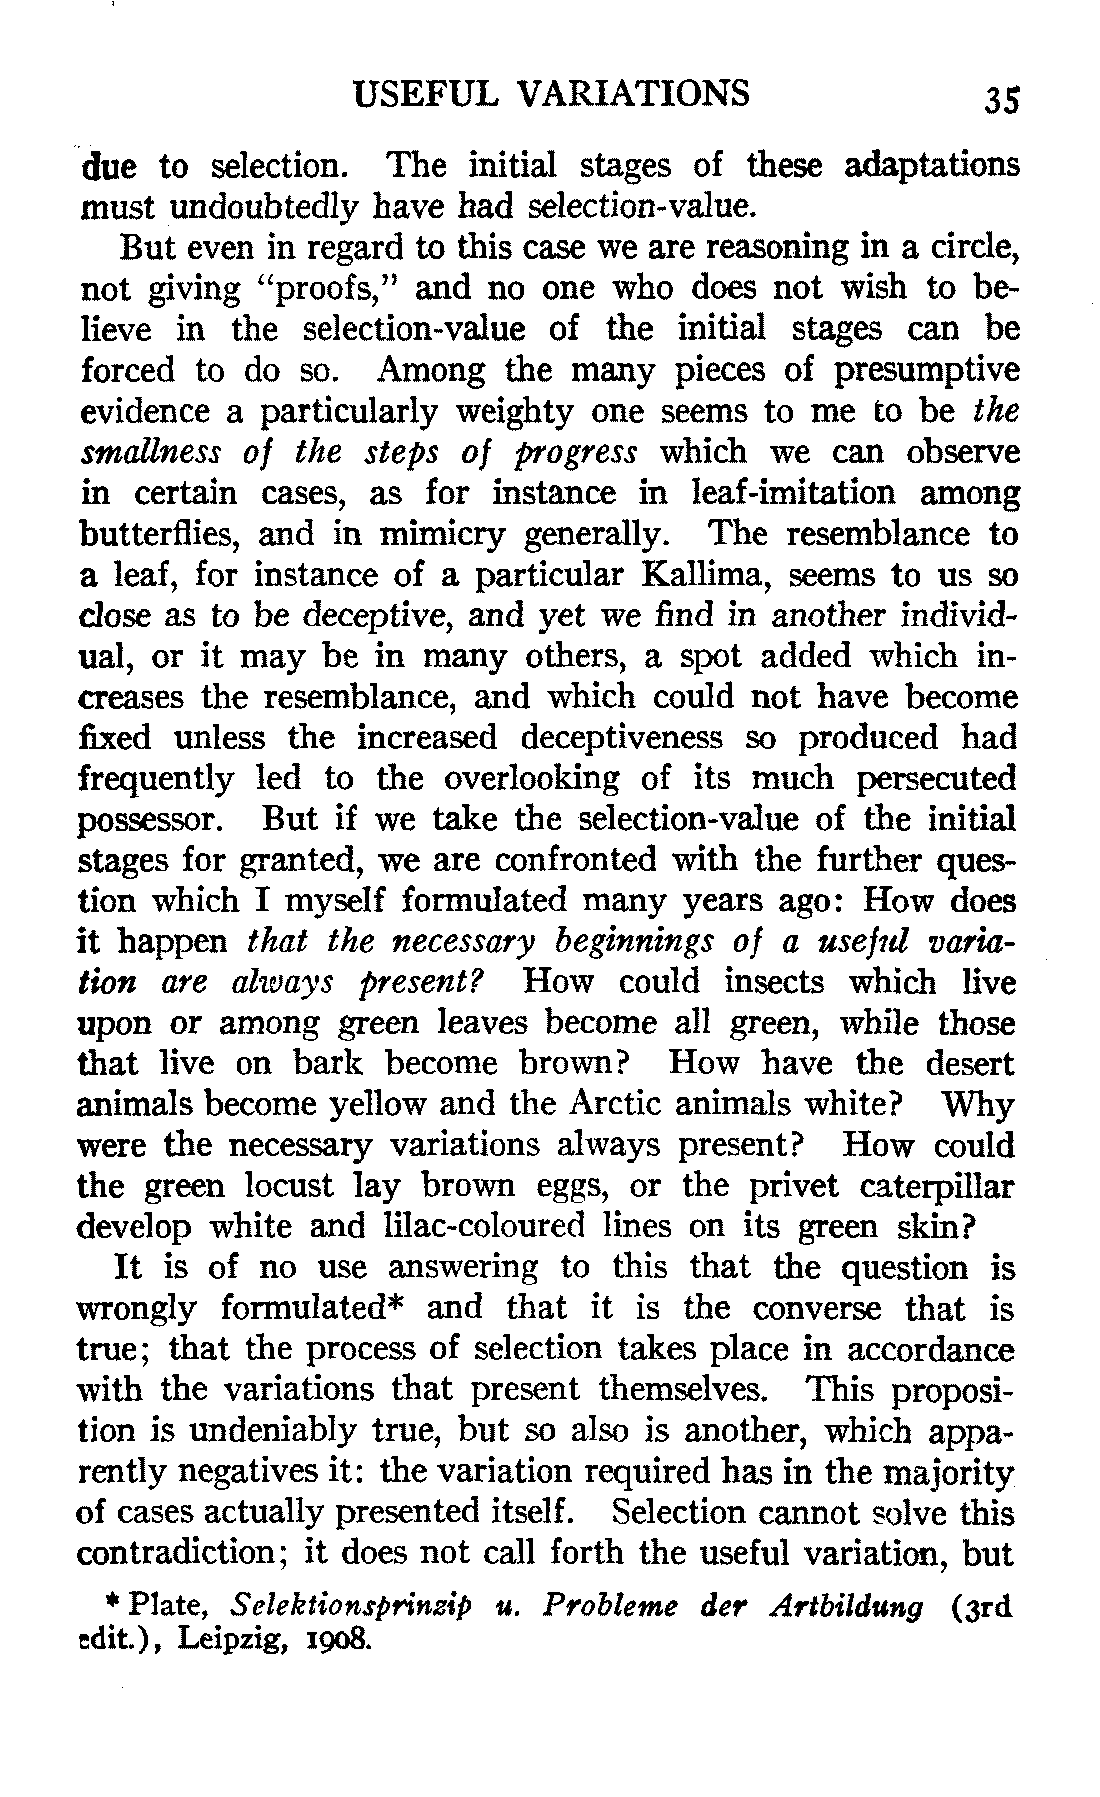 USEFUL VARIATIONS 35
due to selection. The initial stages of these adaptations
must undoubtedly have had selection-value.
But even in regard to this case we are reasoning in a circle,
not giving "proofs," and no one who does not wish to be-
lieve in the selection-value of the initial stages can be
forced to do so. Among the many pieces of presumptive
evidence a particularly weighty one seems to me to be the
smallness of the steps of progress which we can observe
in certain cases, as for instance in leaf-imitation among
butterflies, and in mimicry generally. The resemblance to
a leaf, for instance of a particular Kallima, seems to us so
close as to be deceptive, and yet we find in another individ-
ual, or it may be in many others, a spot added which in-
creases the resemblance, and which could not have become
fixed unless the increased deceptiveness so produced had
frequently led to the overlooking of its much persecuted
possessor. But if we take the selection-value of the initial
stages for granted, we are confronted with the further ques-
tion which I myself formulated many years ago: How does
it happen that the necessary beginnings of a useful varia-
tion are always present? How could insects which live
upon or among green leaves become all green, while those
that live on bark become brown? How have the desert
animals become yellow and the Arctic animals white? Why
were the necessary variations always present? How could
the green locust lay brown eggs, or the privet caterpillar
develop white and lilac-coloured lines on its green skin?
It is of no use answering to this that the question is
wrongly formulated* and that it is the converse that is
true; that the process of selection takes place in accordance
with the variations that present themselves. This proposi-
tion is undeniably true, but so also is another, which appa-
rently negatives it: the variation required has in the majority
of cases actually presented itself. Selection cannot solve this
contradiction; it does not call forth the useful variation, but
* Plate, Selektionsprinzip u. Probleme der Artbildung (3rd
edit.), Leipzig, 1908.